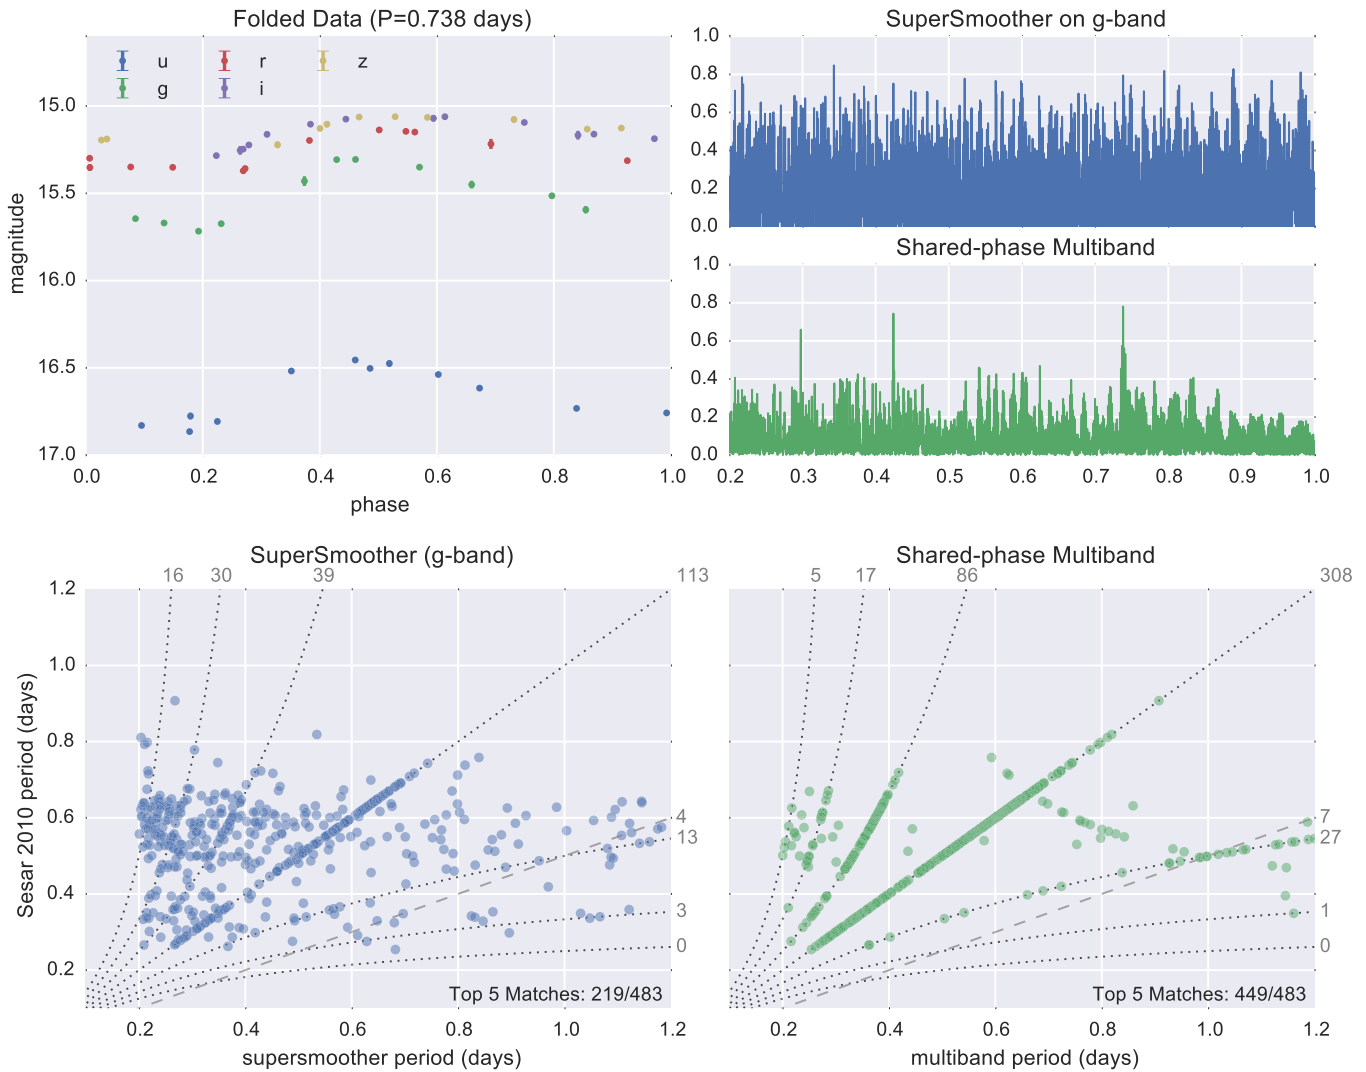 Folded Data (P=0.738 days)
u r z
g i
15.0
15.5
16.0
16.5
17.0
magnitude
0.0 0.2 0.4 0.6 0.8 1.0
phase
SuperSmoother on g-band
1.0
0.8
0.6
0.4
0.2
0.0
Shared-phase Multiband
1.0
0.8
0.6
0.4
0.2
0.0
0.2 0.3 0.4 0.5 0.6 0.7 0.8 0.9 1.0
SuperSmoother (g-band)
16 30 39 113
1.2
1.0
0.8
0.6
0.4
0.2
Sesar 2010 period (days)
4
13
3
0
Top 5 Matches: 219/483
0.2 0.4 0.6 0.8 1.0 1.2
supersmoother period (days)
Shared-phase Multiband
5 17 86 308
7
27
1
0
Top 5 Matches: 449/483
0.2 0.4 0.6 0.8 1.0 1.2
multiband period (days)